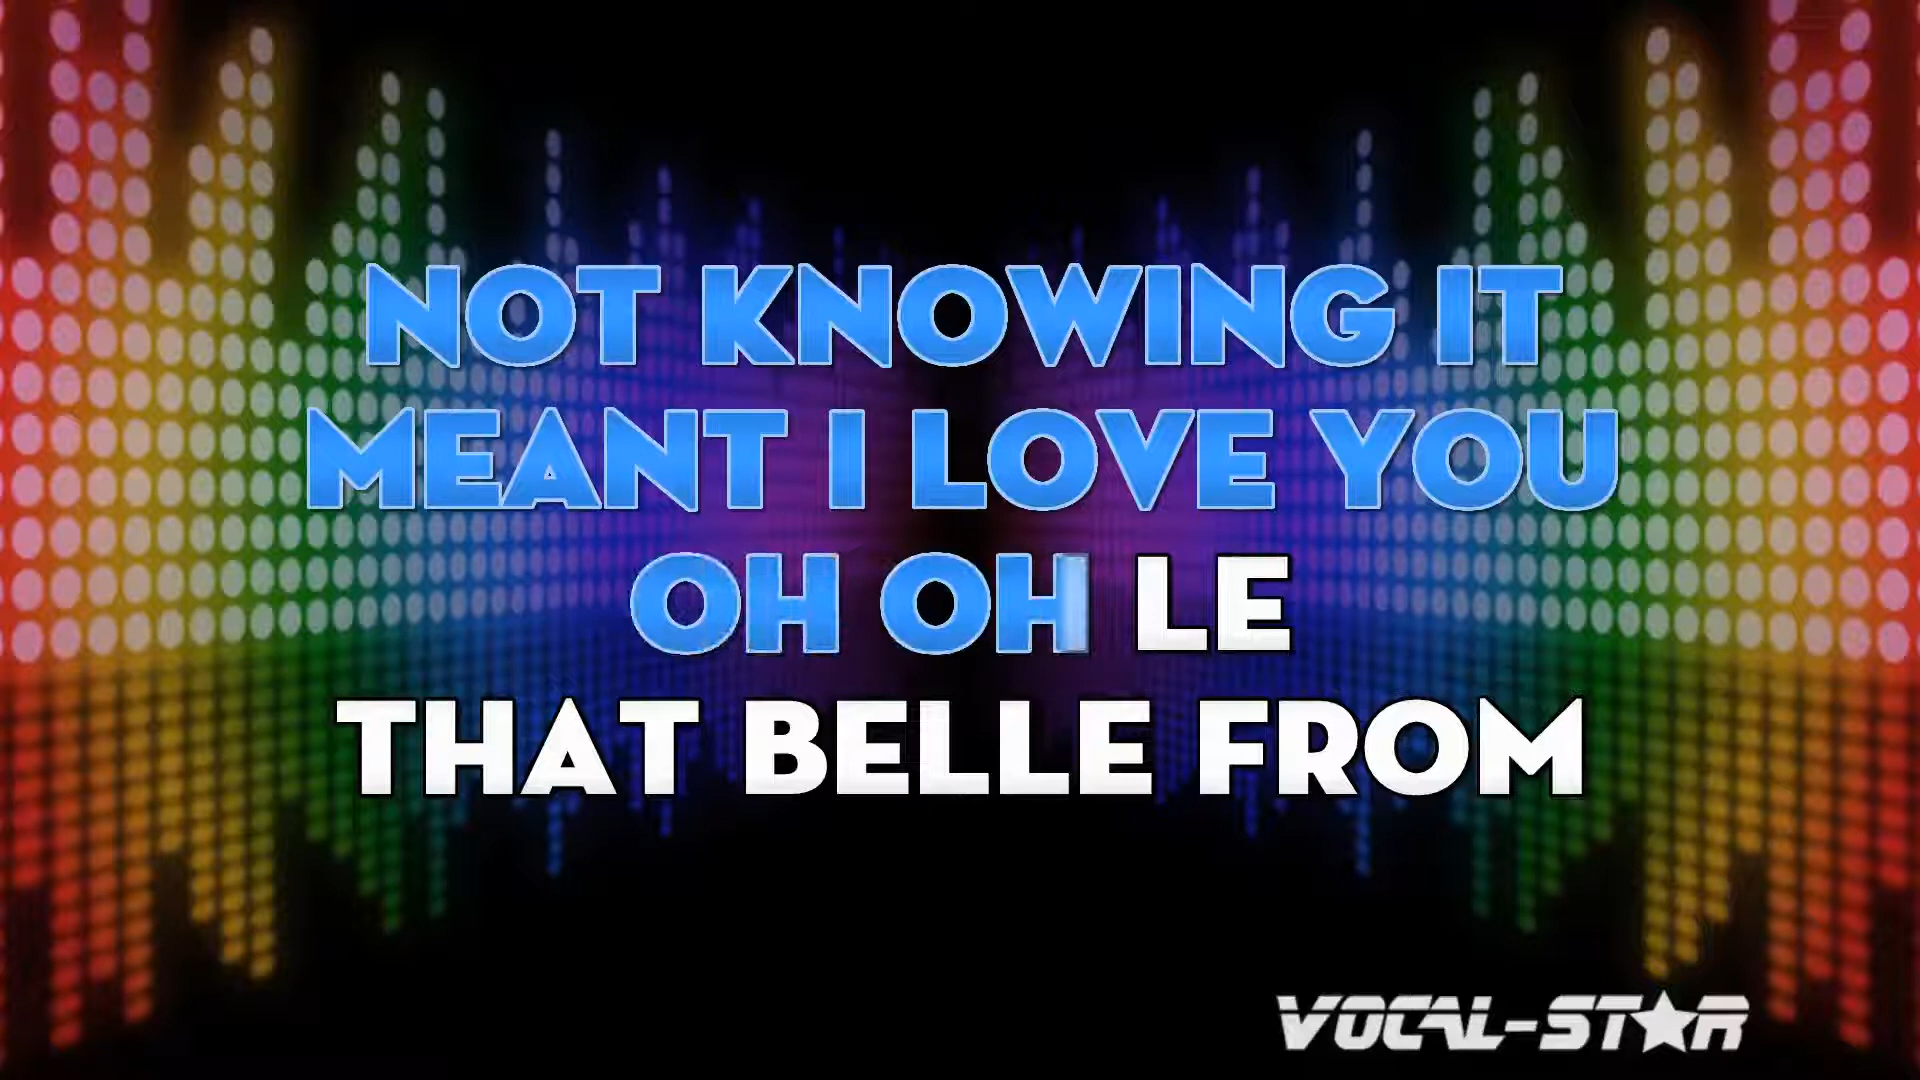 NOT KNOWING IT
MEANT I LOVE YOU
OH OH LE
THAT BELLE FROM
VOCAL-STAR